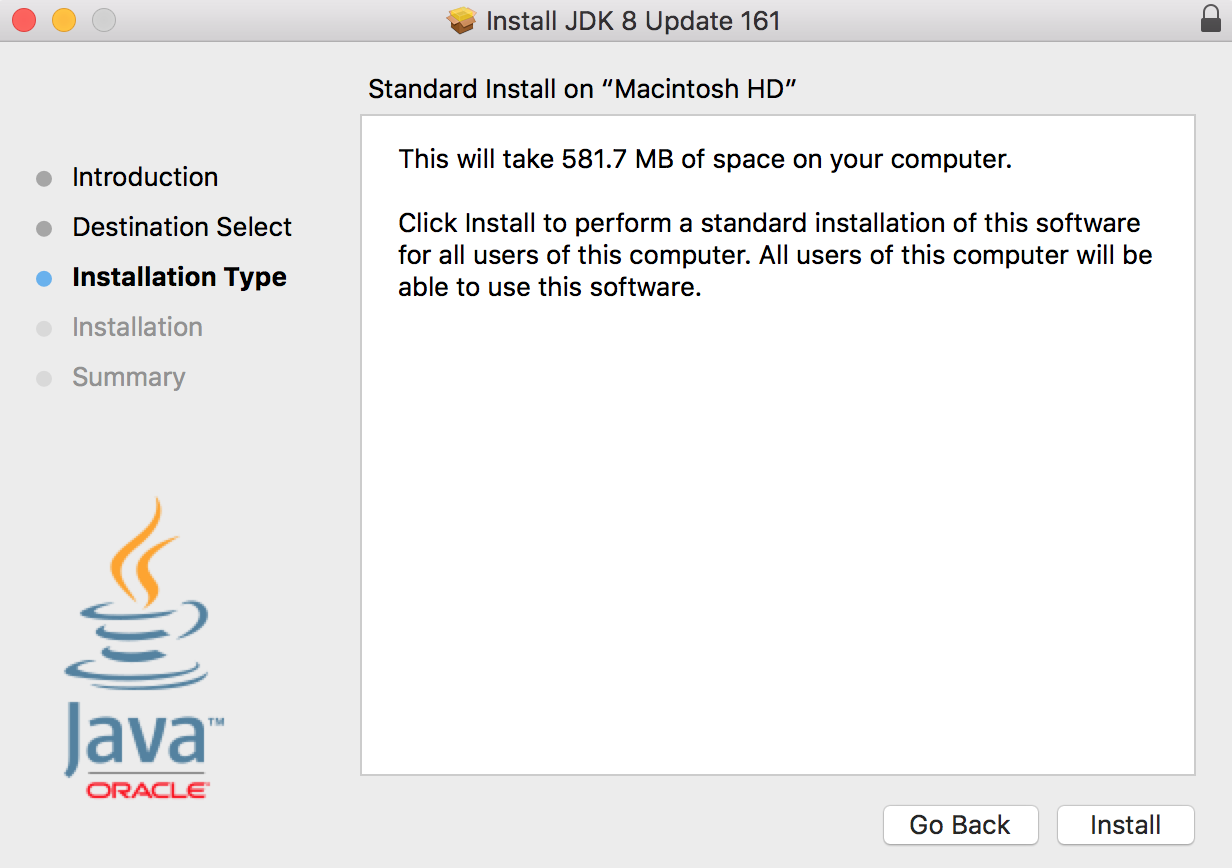 Install JDK 8 Update 161
Standard Install on “Macintosh HD”
Introduction
Destination Select
Installation Type
Installation
Summary
This will take 581.7 MB of space on your computer.
Click Install to perform a standard installation of this software
for all users of this computer. All users of this computer will be
able to use this software.
Java™
ORACLE
Go Back
Install